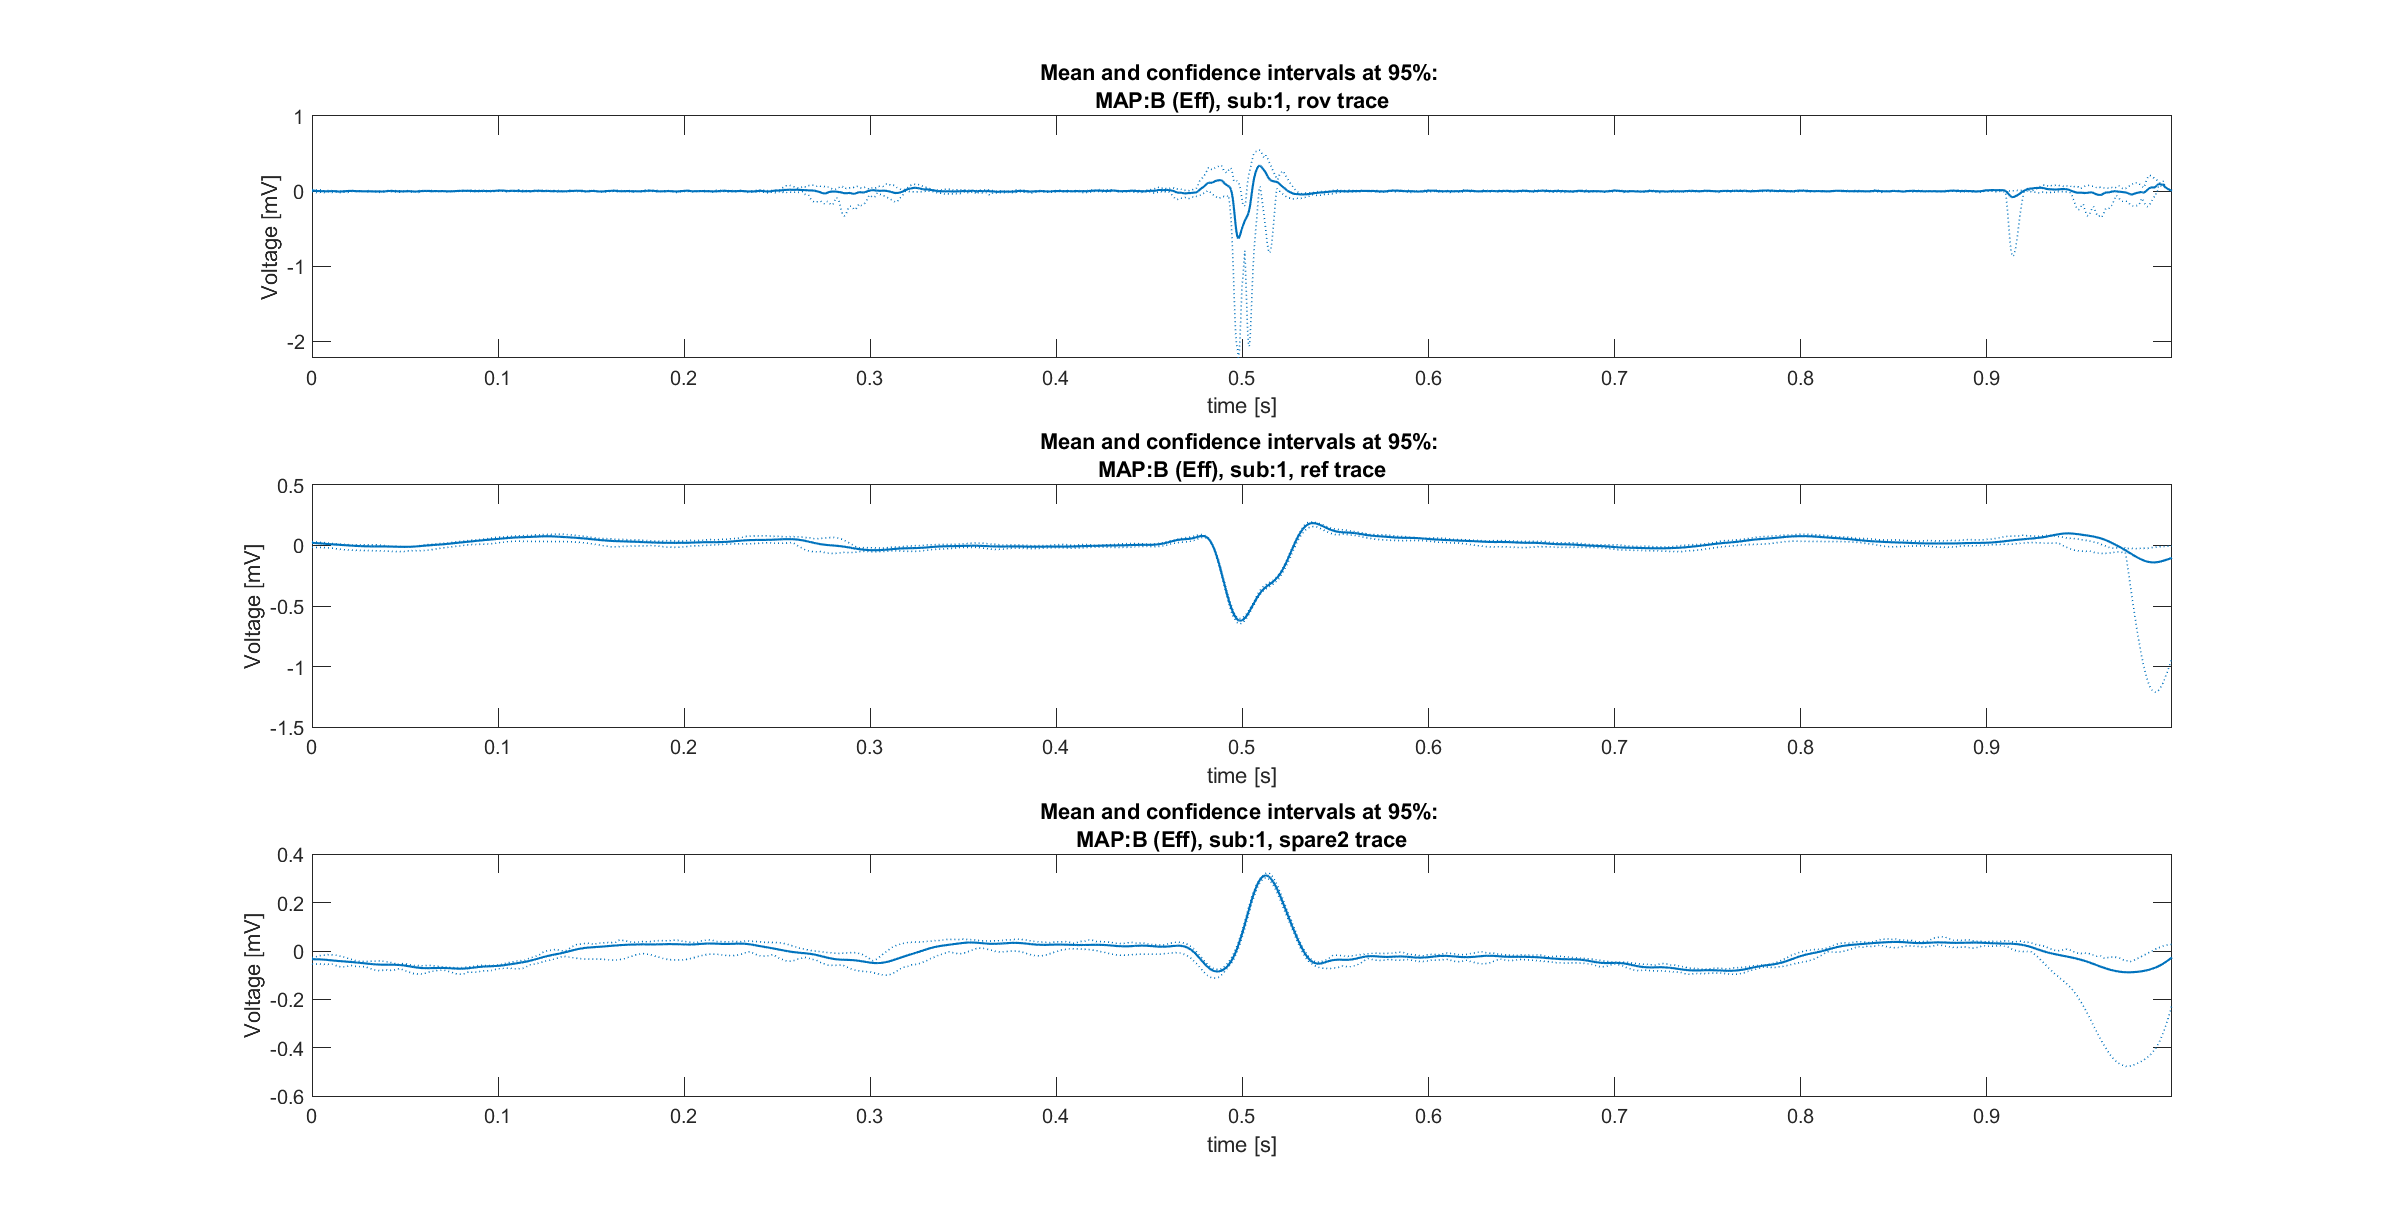 Mean and confidence intervals at 95%:
MAP:B (Eff), sub:1, rov trace
1
0
-1
-2
Voltage [mV]
0 0.1 0.2 0.3 0.4 0.5 0.6 0.7 0.8 0.9
time [s]
Mean and confidence intervals at 95%:
MAP:B (Eff), sub:1, ref trace
0.5
0
-0.5
-1
-1.5
Voltage [mV]
0 0.1 0.2 0.3 0.4 0.5 0.6 0.7 0.8 0.9
time [s]
Mean and confidence intervals at 95%:
MAP:B (Eff), sub:1, spare2 trace
0.4
0.2
0
-0.2
-0.4
-0.6
Voltage [mV]
0 0.1 0.2 0.3 0.4 0.5 0.6 0.7 0.8 0.9
time [s]